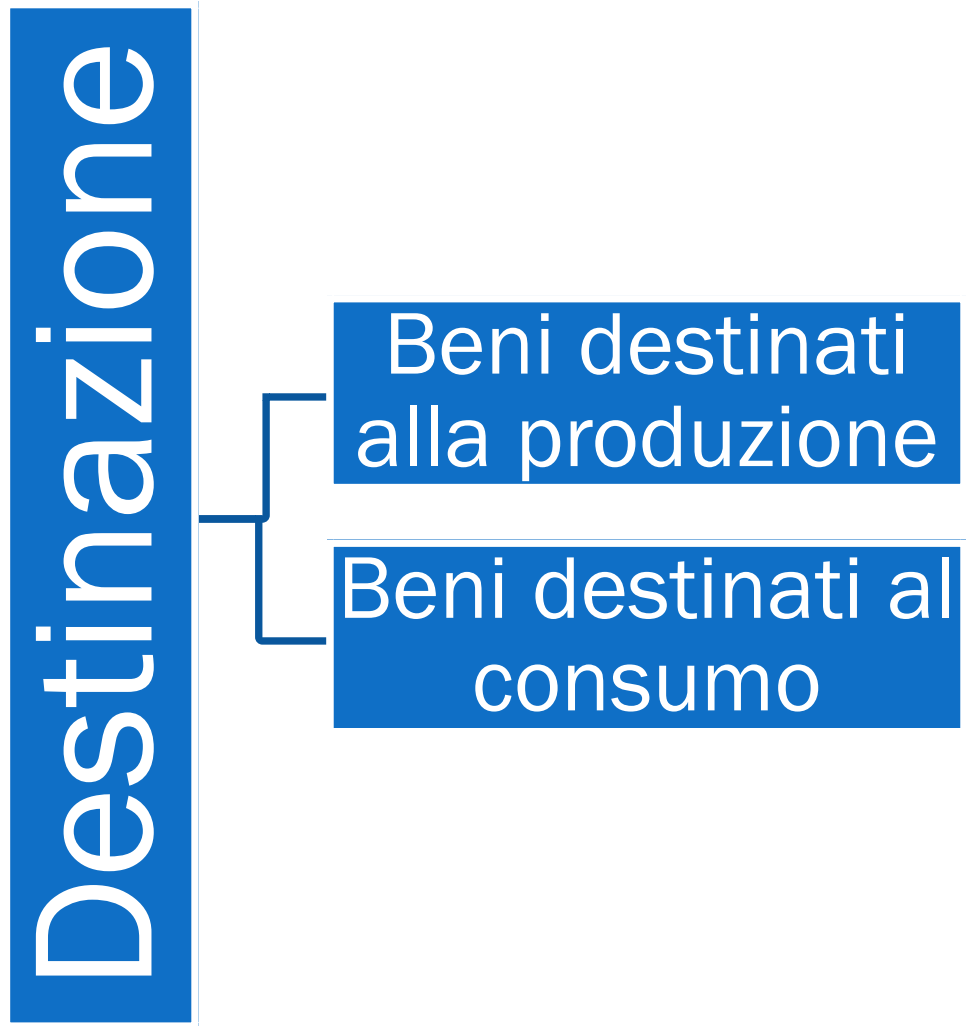 Destinazione
Beni destinati
alla produzione
Beni destinati al
consumo